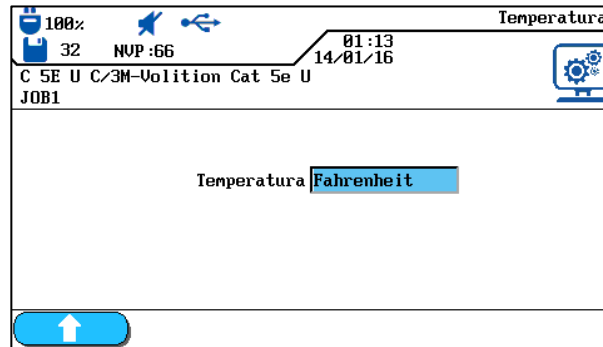 100% Temperatura
32 NVP:66 01:13
14/01/16
C 5E U C/3M-Volition Cat 5e U
JOB1
Temperatura Fahrenheit